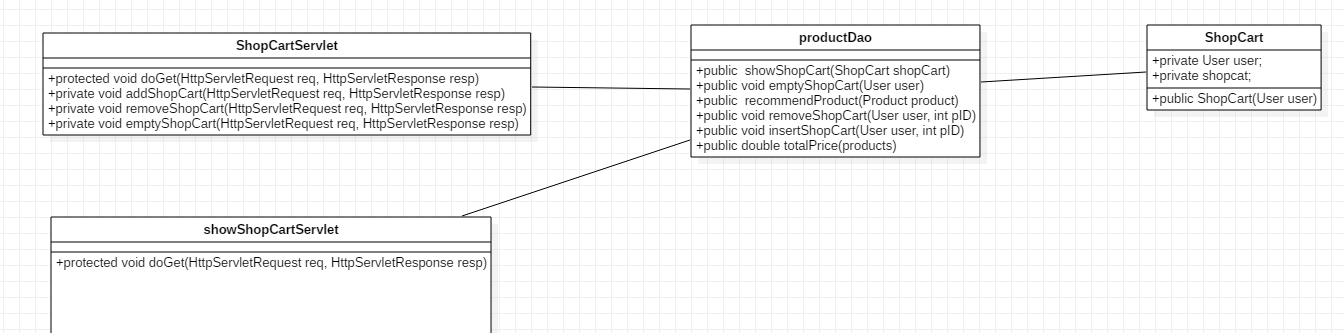 ShopCartServlet
+protected void doGet(HttpServletRequest req, HttpServletResponse resp)
+private void addShopCart(HttpServletRequest req, HttpServletResponse resp)
+private void removeShopCart(HttpServletRequest req, HttpServletResponse resp)
+private void emptyShopCart(HttpServletRequest req, HttpServletResponse resp)
productDao
+public  showShopCart(ShopCart shopCart)
+public void emptyShopCart(User user)
+public  recommendProduct(Product product)
+public void removeShopCart(User user, int pID)
+public void insertShopCart(User user, int pID)
+public double totalPrice(products)
ShopCart
+private User user;
+private shopcat;
+public ShopCart(User user)
showShopCartServlet
+protected void doGet(HttpServletRequest req, HttpServletResponse resp)